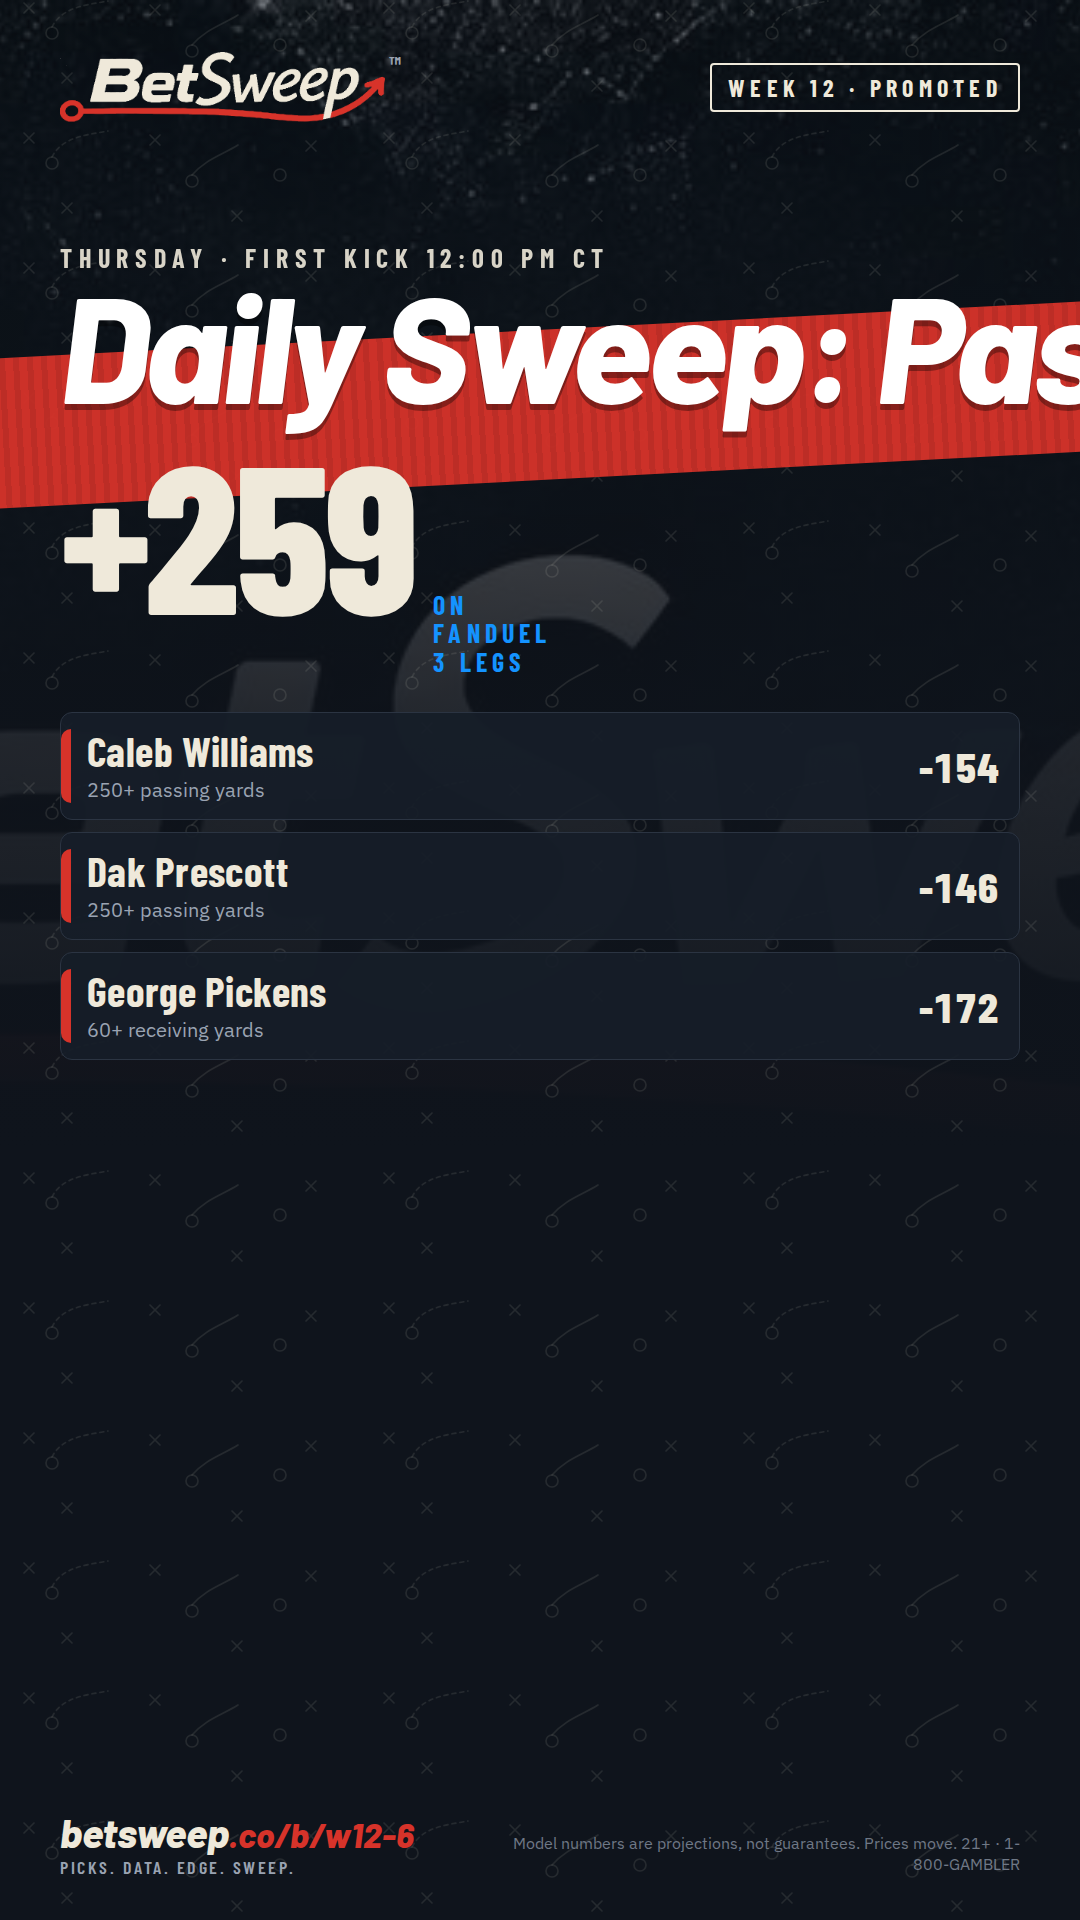 BetSweep™
WEEK 12 · PROMOTED
THURSDAY · FIRST KICK 12:00 PM CT
Daily Sweep: Pas
+259
ON
FANDUEL
3 LEGS
Caleb Williams
250+ passing yards
-154
Dak Prescott
250+ passing yards
-146
George Pickens
60+ receiving yards
-172
betsweep.co/b/w12-6
PICKS. DATA. EDGE. SWEEP.
Model numbers are projections, not guarantees. Prices move. 21+ · 1-
800-GAMBLER